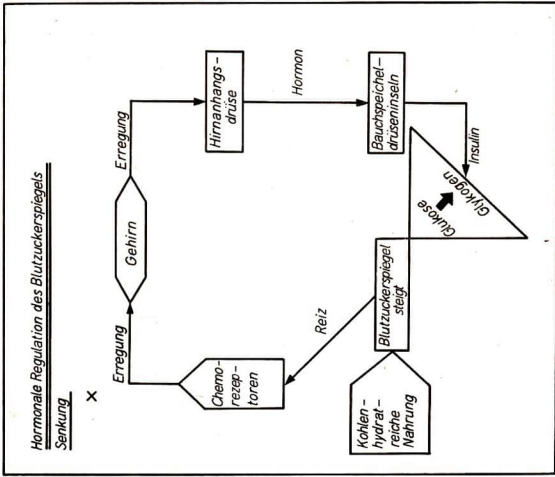 Hormonale Regulation des Blutzuckerspiegels
Senkung
×
Erregung
Gehirn
Erregung
Chemo-
rezep-
toren
Hirnanhangs-
drüse
Reiz
Hormon
Kohlen-
hydrat-
reiche
Nahrung
Blutzuckerspiegel
steigt
Glukose
Glykogen
Bauchspeichel-
drüseninseln
Insulin